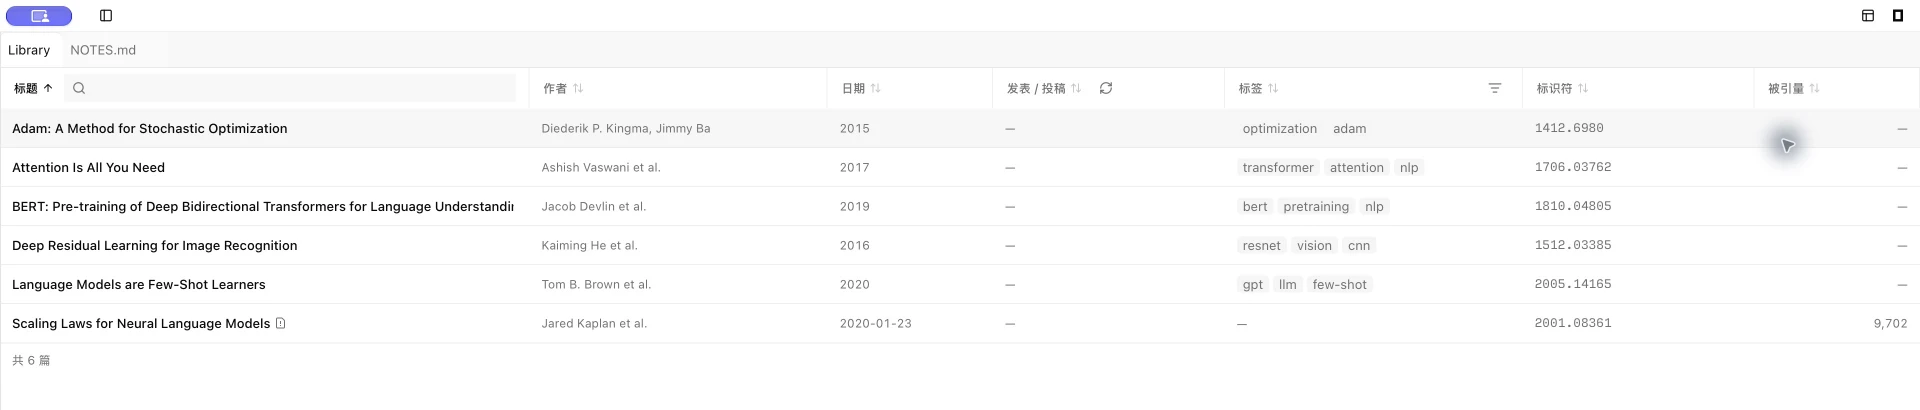 Library NOTES.md
标题 作者 日期 发表 / 投稿 标签 标识符 被引量
Adam: A Method for Stochastic Optimization Diederik P. Kingma, Jimmy Ba 2015 — optimization adam 1412.6980 —
Attention Is All You Need Ashish Vaswani et al. 2017 — transformer attention nlp 1706.03762 —
BERT: Pre-training of Deep Bidirectional Transformers for Language Understandin Jacob Devlin et al. 2019 — bert pretraining nlp 1810.04805 —
Deep Residual Learning for Image Recognition Kaiming He et al. 2016 — resnet vision cnn 1512.03385 —
Language Models are Few-Shot Learners Tom B. Brown et al. 2020 — gpt llm few-shot 2005.14165 —
Scaling Laws for Neural Language Models Jared Kaplan et al. 2020-01-23 — — 2001.08361 9,702
共 6 篇